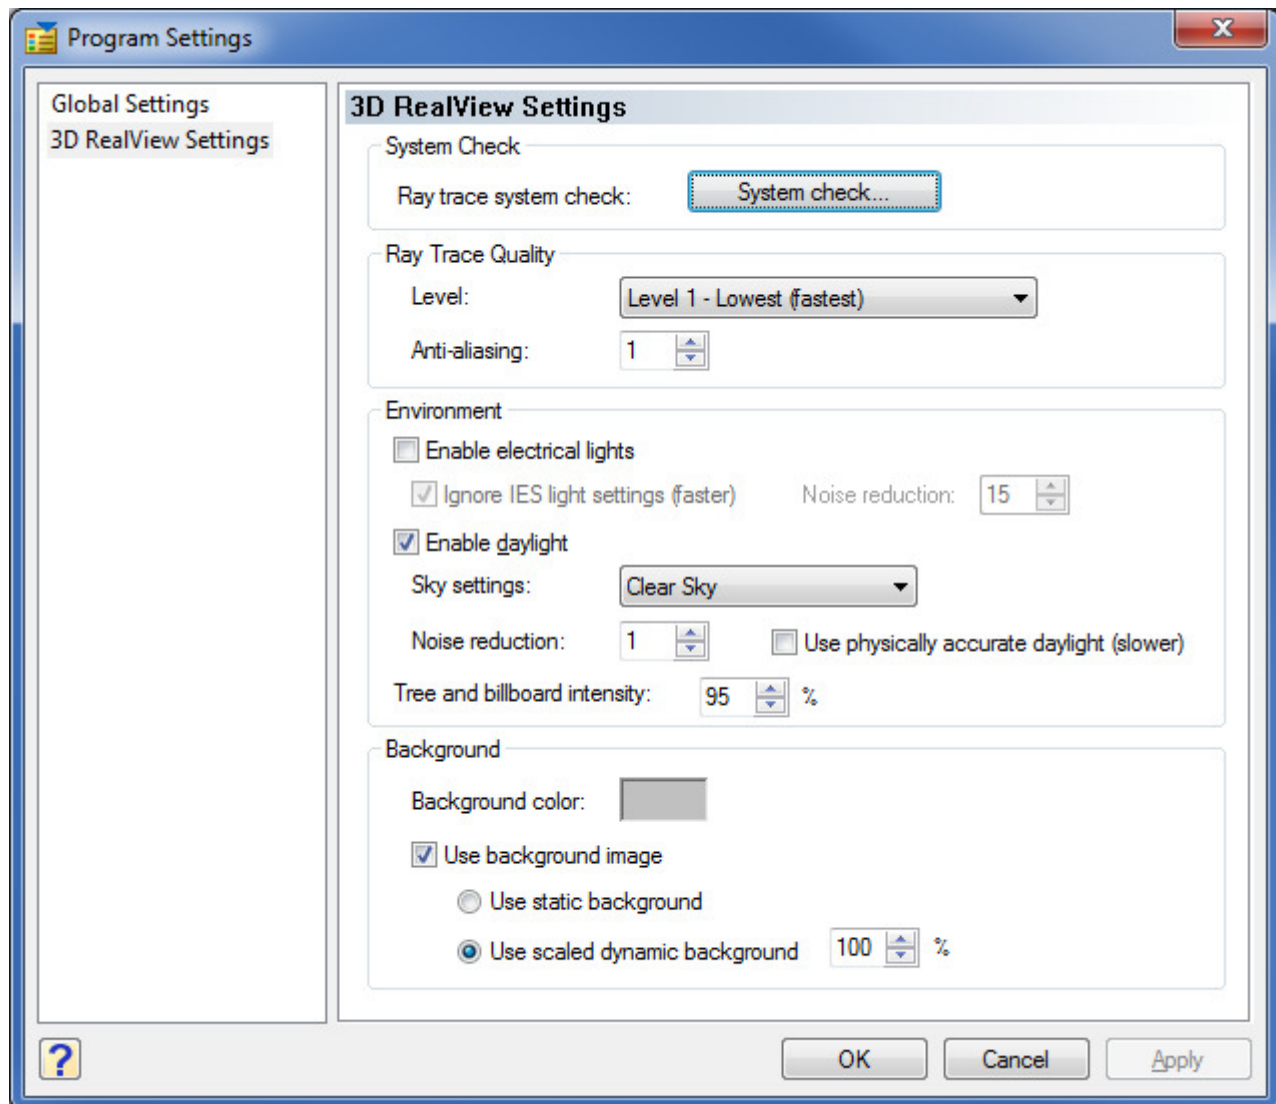 Program Settings
Global Settings
3D RealView Settings
3D RealView Settings
System Check
Ray trace system check: System check...
Ray Trace Quality
Level: Level 1 - Lowest (fastest)
Anti-aliasing: 1
Environment
Enable electrical lights
Ignore IES light settings (faster) Noise reduction: 15
Enable daylight
Sky settings: Clear Sky
Noise reduction: 1 Use physically accurate daylight (slower)
Tree and billboard intensity: 95 %
Background
Background color:
Use background image
Use static background
Use scaled dynamic background 100 %
? OK Cancel Apply